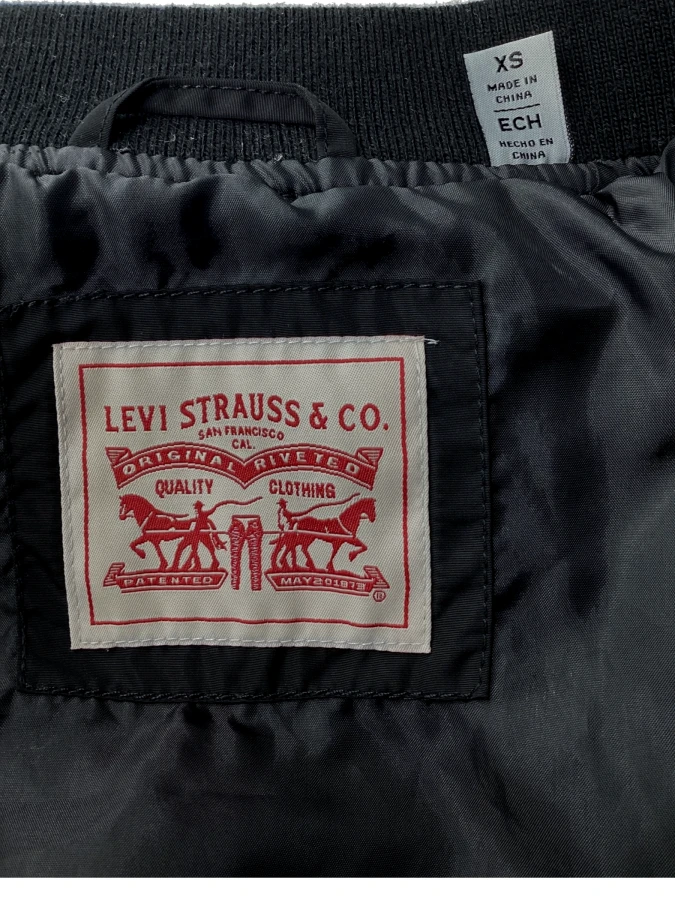 XS
MADE IN
CHINA
ECH
HECHO EN
CHINA
LEVI STRAUSS & CO.
SAN FRANCISCO
CAL.
ORIGINAL RIVETED
QUALITY CLOTHING
PATENTED MAY 20 1873
®